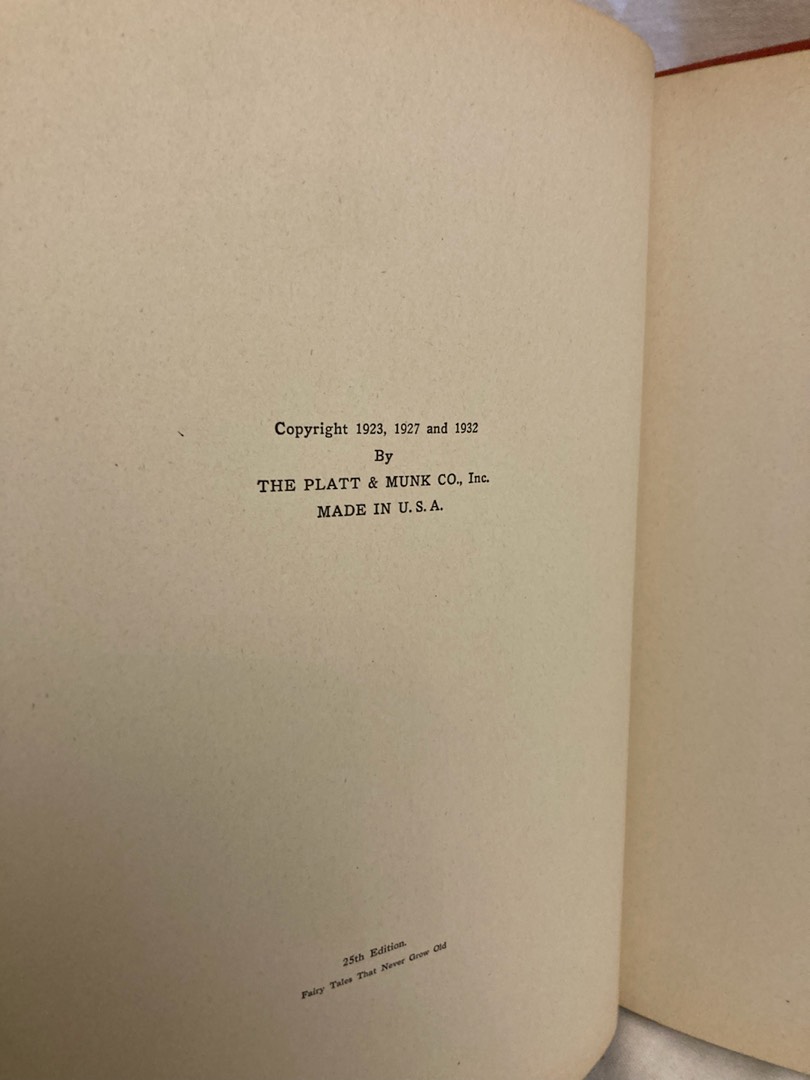 Copyright 1923, 1927 and 1932
By
THE PLATT & MUNK CO., Inc.
MADE IN U.S.A.
25th Edition.
Fairy Tales That Never Grow Old